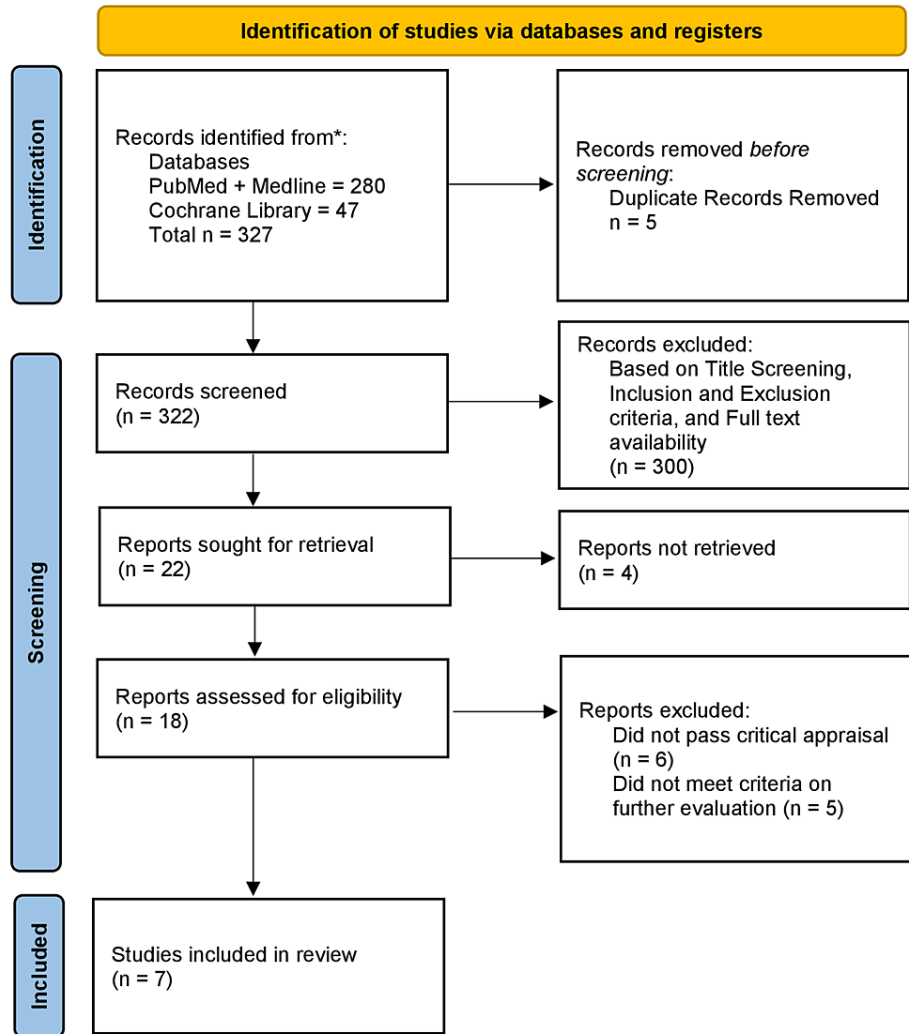 Identification of studies via databases and registers
Identification
Records identified from*:
Databases
PubMed + Medline = 280
Cochrane Library = 47
Total n = 327
Records removed before
screening:
Duplicate Records Removed
n = 5
Screening
Records screened
(n = 322)
Records excluded:
Based on Title Screening,
Inclusion and Exclusion
criteria, and Full text
availability
(n = 300)
Reports sought for retrieval
(n = 22)
Reports not retrieved
(n = 4)
Reports assessed for eligibility
(n = 18)
Reports excluded:
Did not pass critical appraisal
(n = 6)
Did not meet criteria on
further evaluation (n = 5)
Included
Studies included in review
(n = 7)